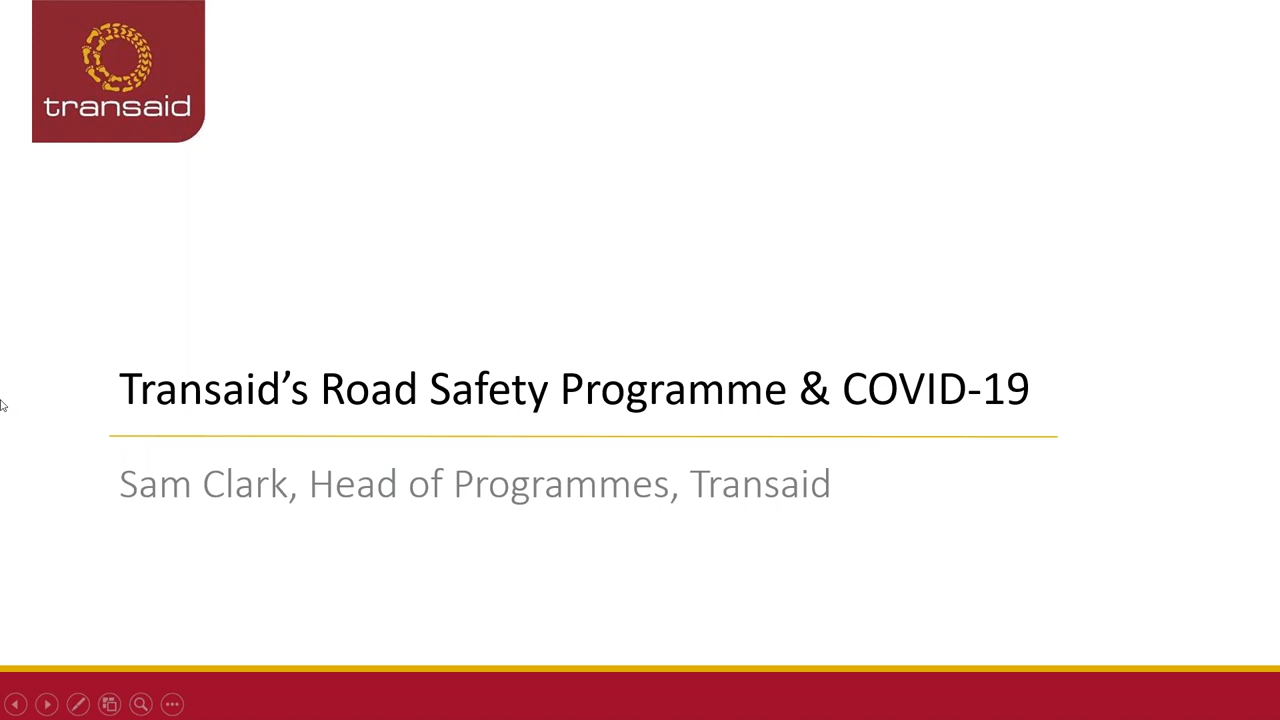 transaid
Transaid’s Road Safety Programme & COVID-19
Sam Clark, Head of Programmes, Transaid